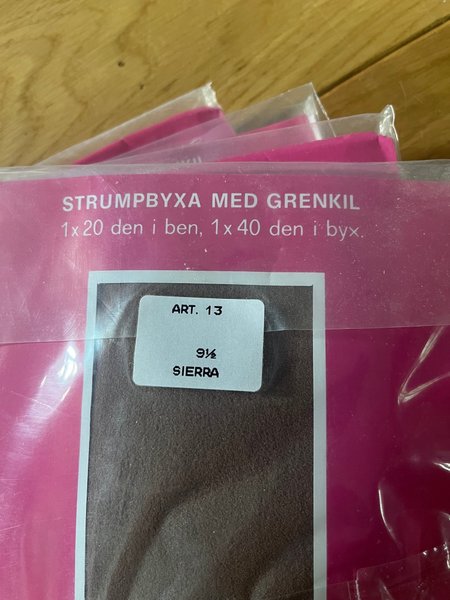 STRUMPBYXA MED GRENKIL
1x20 den i ben, 1x40 den i byx.
ART. 13
9½
SIERRA